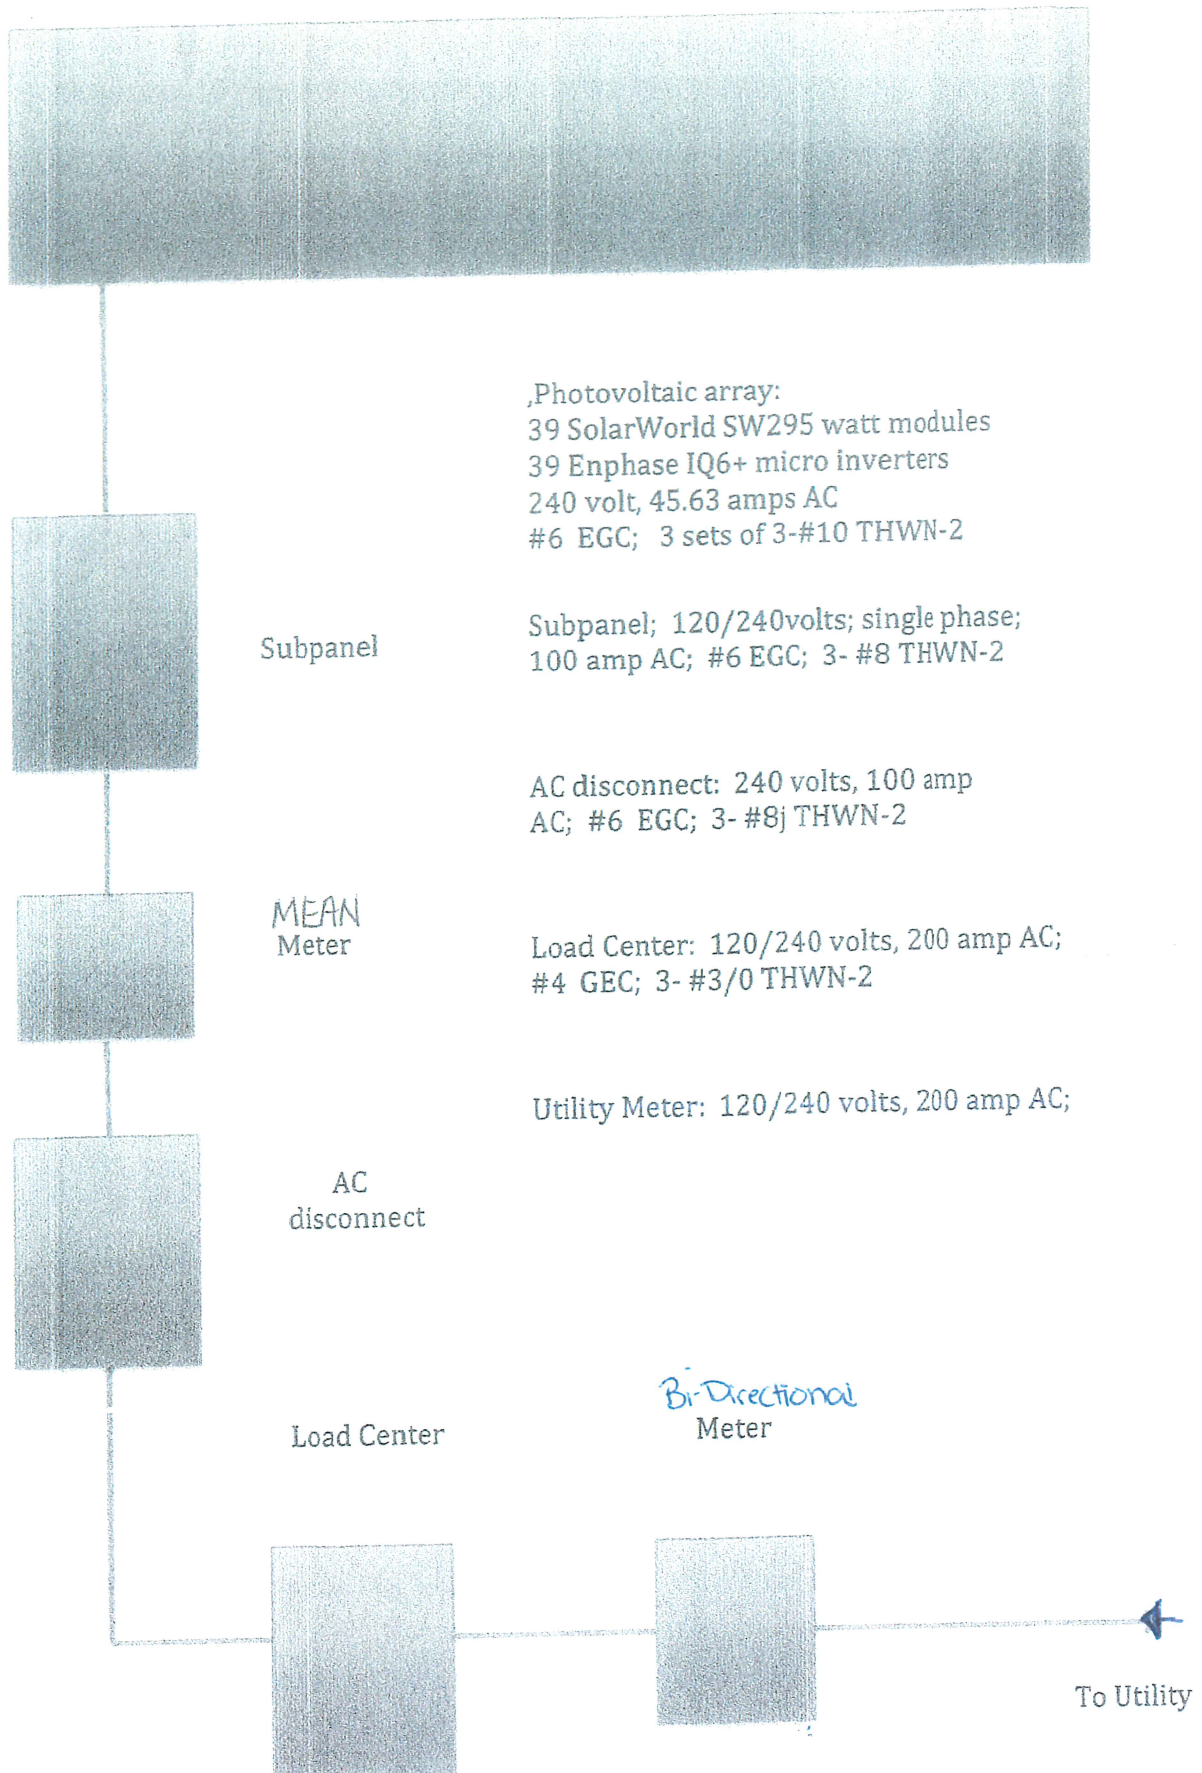 ,Photovoltaic array:
39 SolarWorld SW295 watt modules
39 Enphase IQ6+ micro inverters
240 volt, 45.63 amps AC
#6 EGC; 3 sets of 3-#10 THWN-2
Subpanel
Subpanel; 120/240volts; single phase;
100 amp AC; #6 EGC; 3- #8 THWN-2
AC disconnect: 240 volts, 100 amp
AC; #6 EGC; 3- #8j THWN-2
MEAN
Meter
Load Center: 120/240 volts, 200 amp AC;
#4 GEC; 3- #3/0 THWN-2
Utility Meter: 120/240 volts, 200 amp AC;
AC
disconnect
Load Center
Bi-Directional
Meter
To Utility